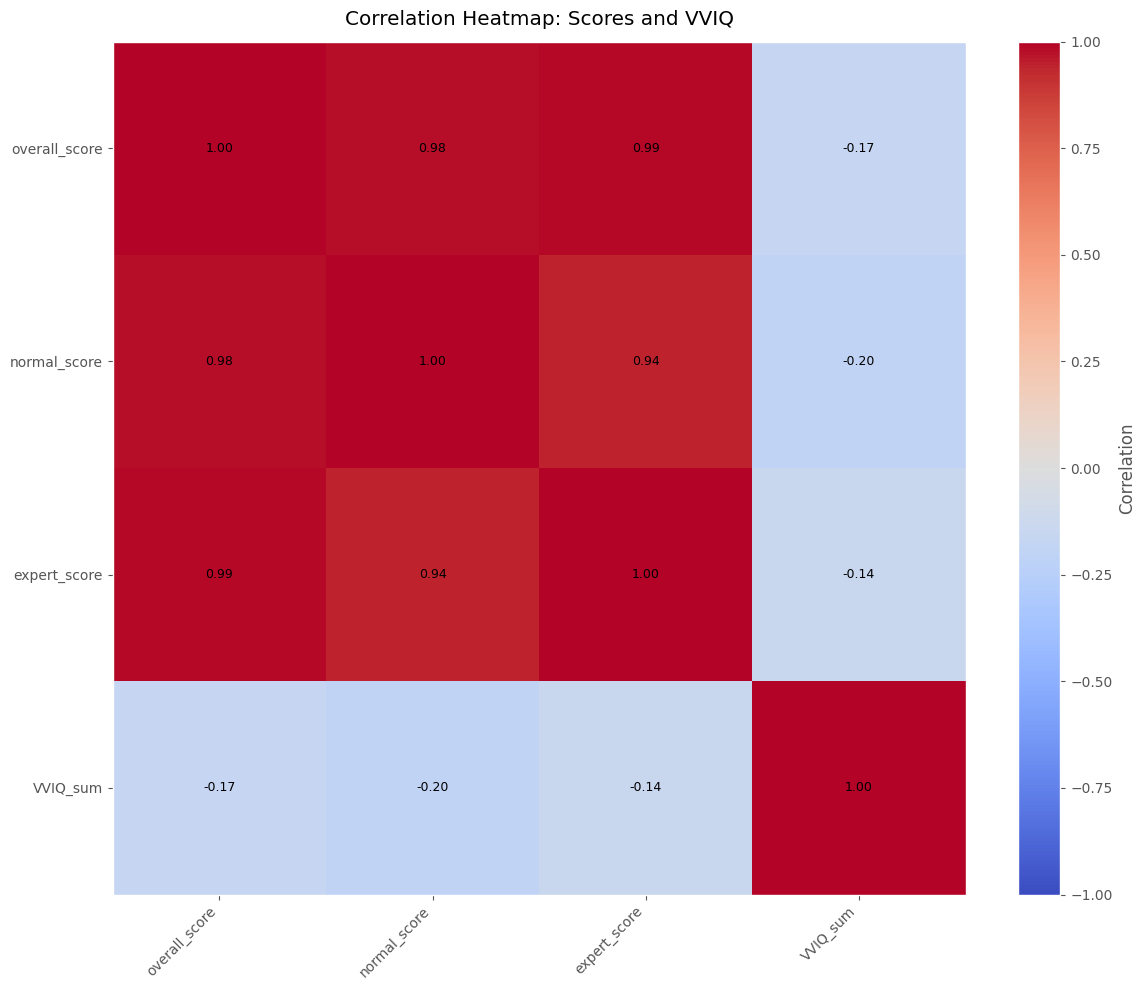 Correlation Heatmap: Scores and VVIQ
overall_score
1.00 0.98 0.99 -0.17
normal_score
0.98 1.00 0.94 -0.20
expert_score
0.99 0.94 1.00 -0.14
VVIQ_sum
-0.17 -0.20 -0.14 1.00
overall_score normal_score expert_score VVIQ_sum
1.00
0.75
0.50
0.25
0.00
−0.25
−0.50
−0.75
−1.00
Correlation